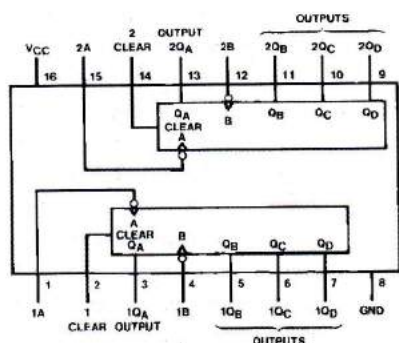 OUTPUTS
2 OUTPUT
VCC 2A CLEAR 2QA 2B 2QB 2QC 2QD
16 15 14 13 12 11 10 9
QA B QB QC QD
CLEAR
A
A B
CLEAR
QA QB QC QD
1 2 3 4 5 6 7 8
1A 1 1QA 1B 1QB 1QC 1QD GND
CLEAR OUTPUT
OUTPUTS